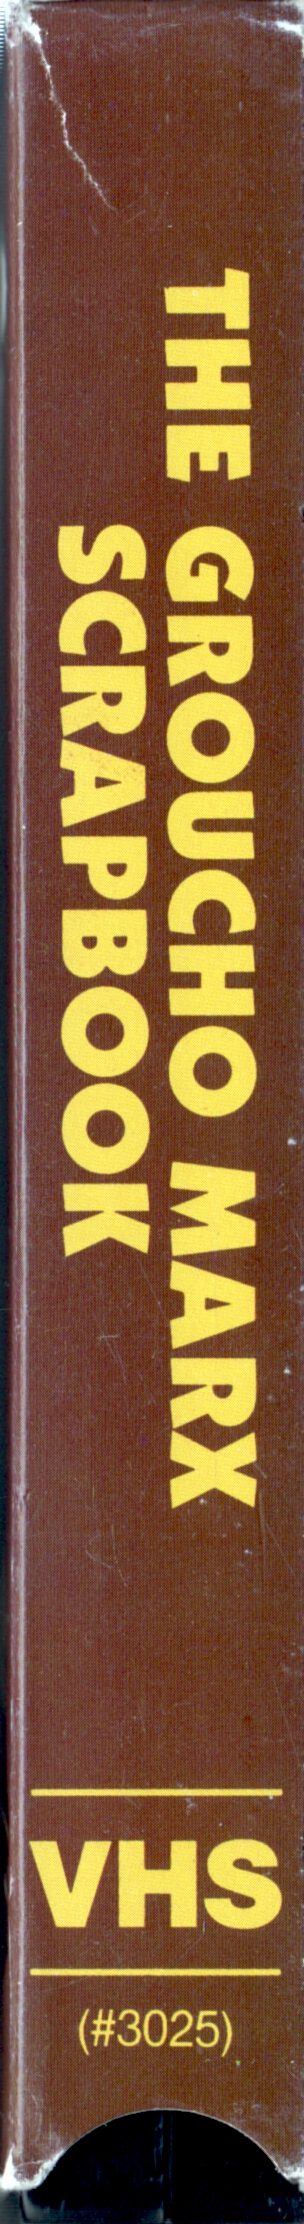 THE GROUCHO MARX
SCRAPBOOK
VHS
(#3025)